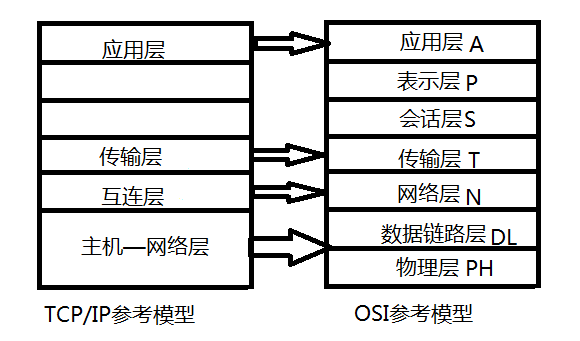 应用层
传输层
互连层
主机—网络层
TCP/IP参考模型
应用层 A
表示层 P
会话层 S
传输层 T
网络层 N
数据链路层 DL
物理层 PH
OSI参考模型